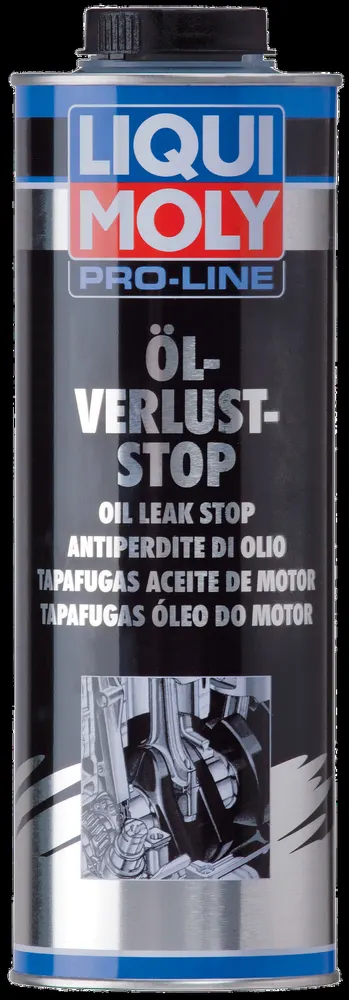 LIQUI
MOLY
PRO-LINE
ÖL-
VERLUST-
STOP
OIL LEAK STOP
ANTIPERDITE DI OLIO
TAPAFUGAS ACEITE DE MOTOR
TAPAFUGAS ÓLEO DO MOTOR